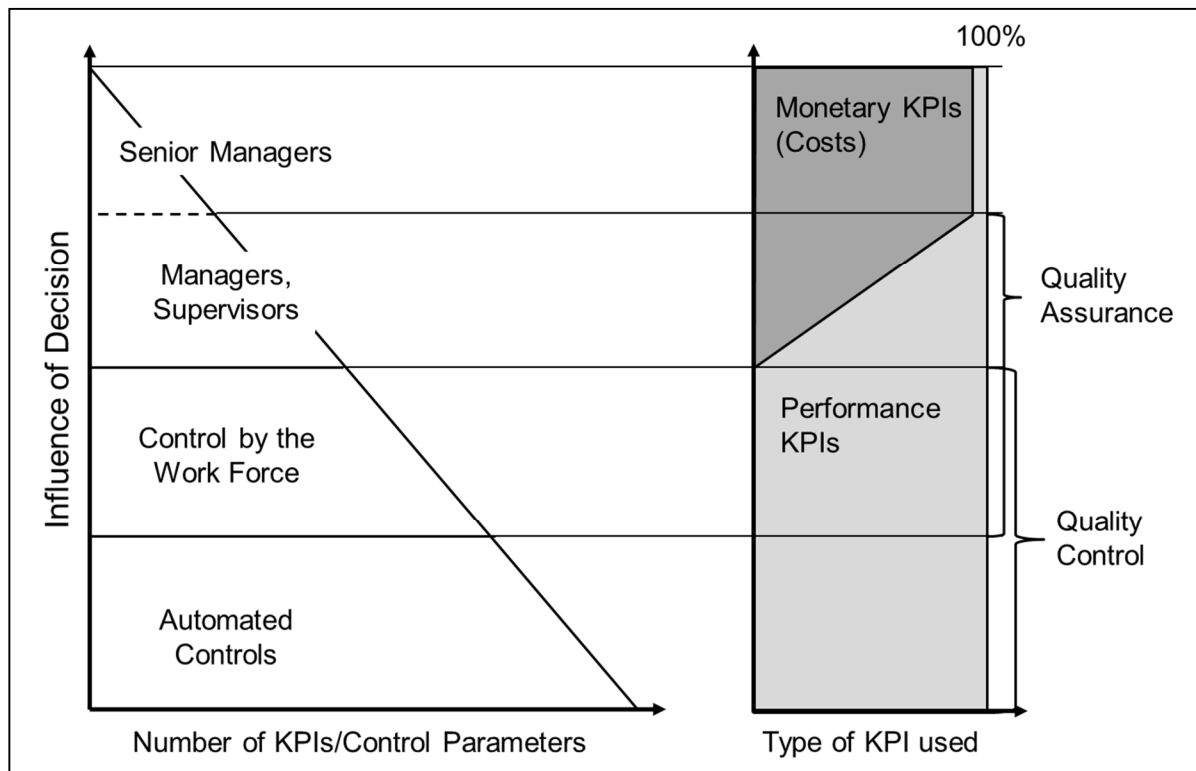 100%
Monetary KPIs
(Costs)
Senior Managers
Influence of Decision
Managers,
Supervisors
Quality
Assurance
Performance
KPIs
Control by the
Work Force
Quality
Control
Automated
Controls
Number of KPIs/Control Parameters
Type of KPI used